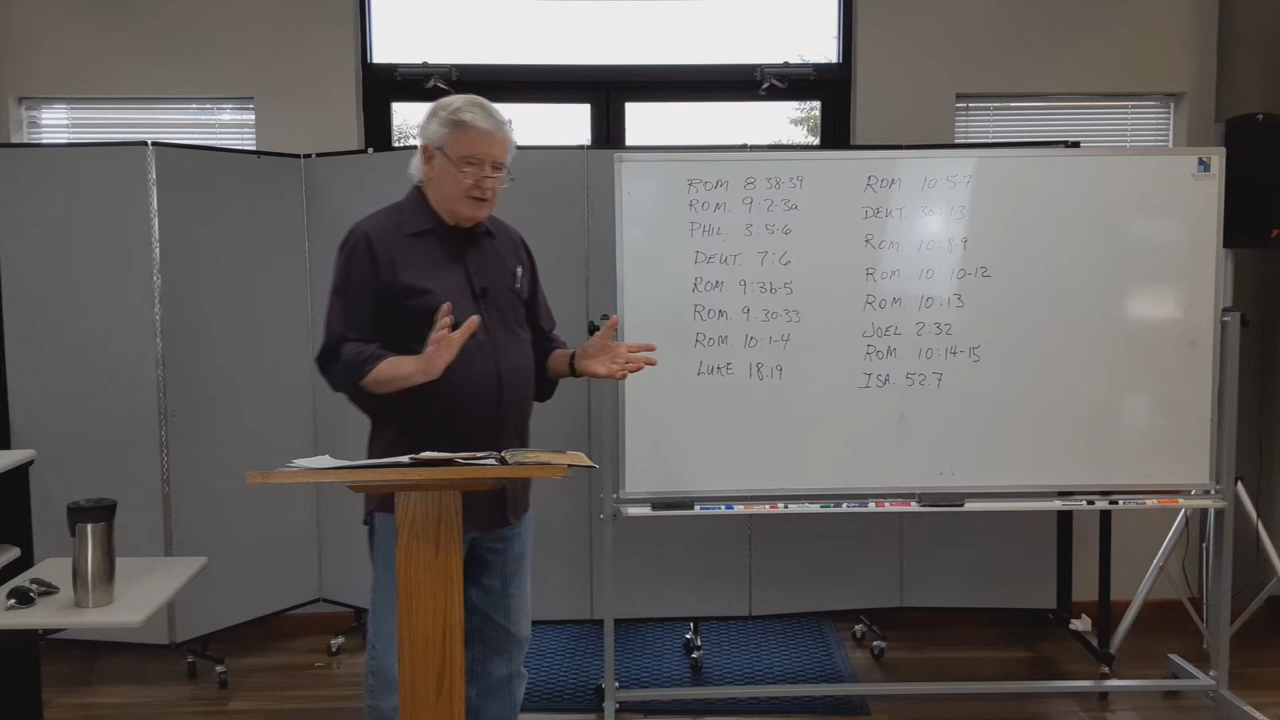 ROM 8:38-39
ROM. 9:2-3a
PHIL 3:5-6
DEUT. 7:6
ROM 9:3b-5
ROM. 9:30-33
ROM. 10:1-4
LUKE 18.19
ROM 10:5-7
DEUT. 30:13
ROM. 10:8-9
ROM. 10:10-12
ROM. 10:13
JOEL 2:32
ROM. 10:14-15
ISA. 52:7